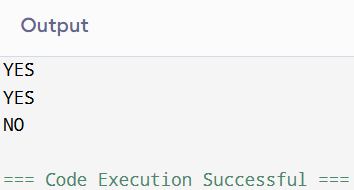 Output
YES
YES
NO
=== Code Execution Successful ===